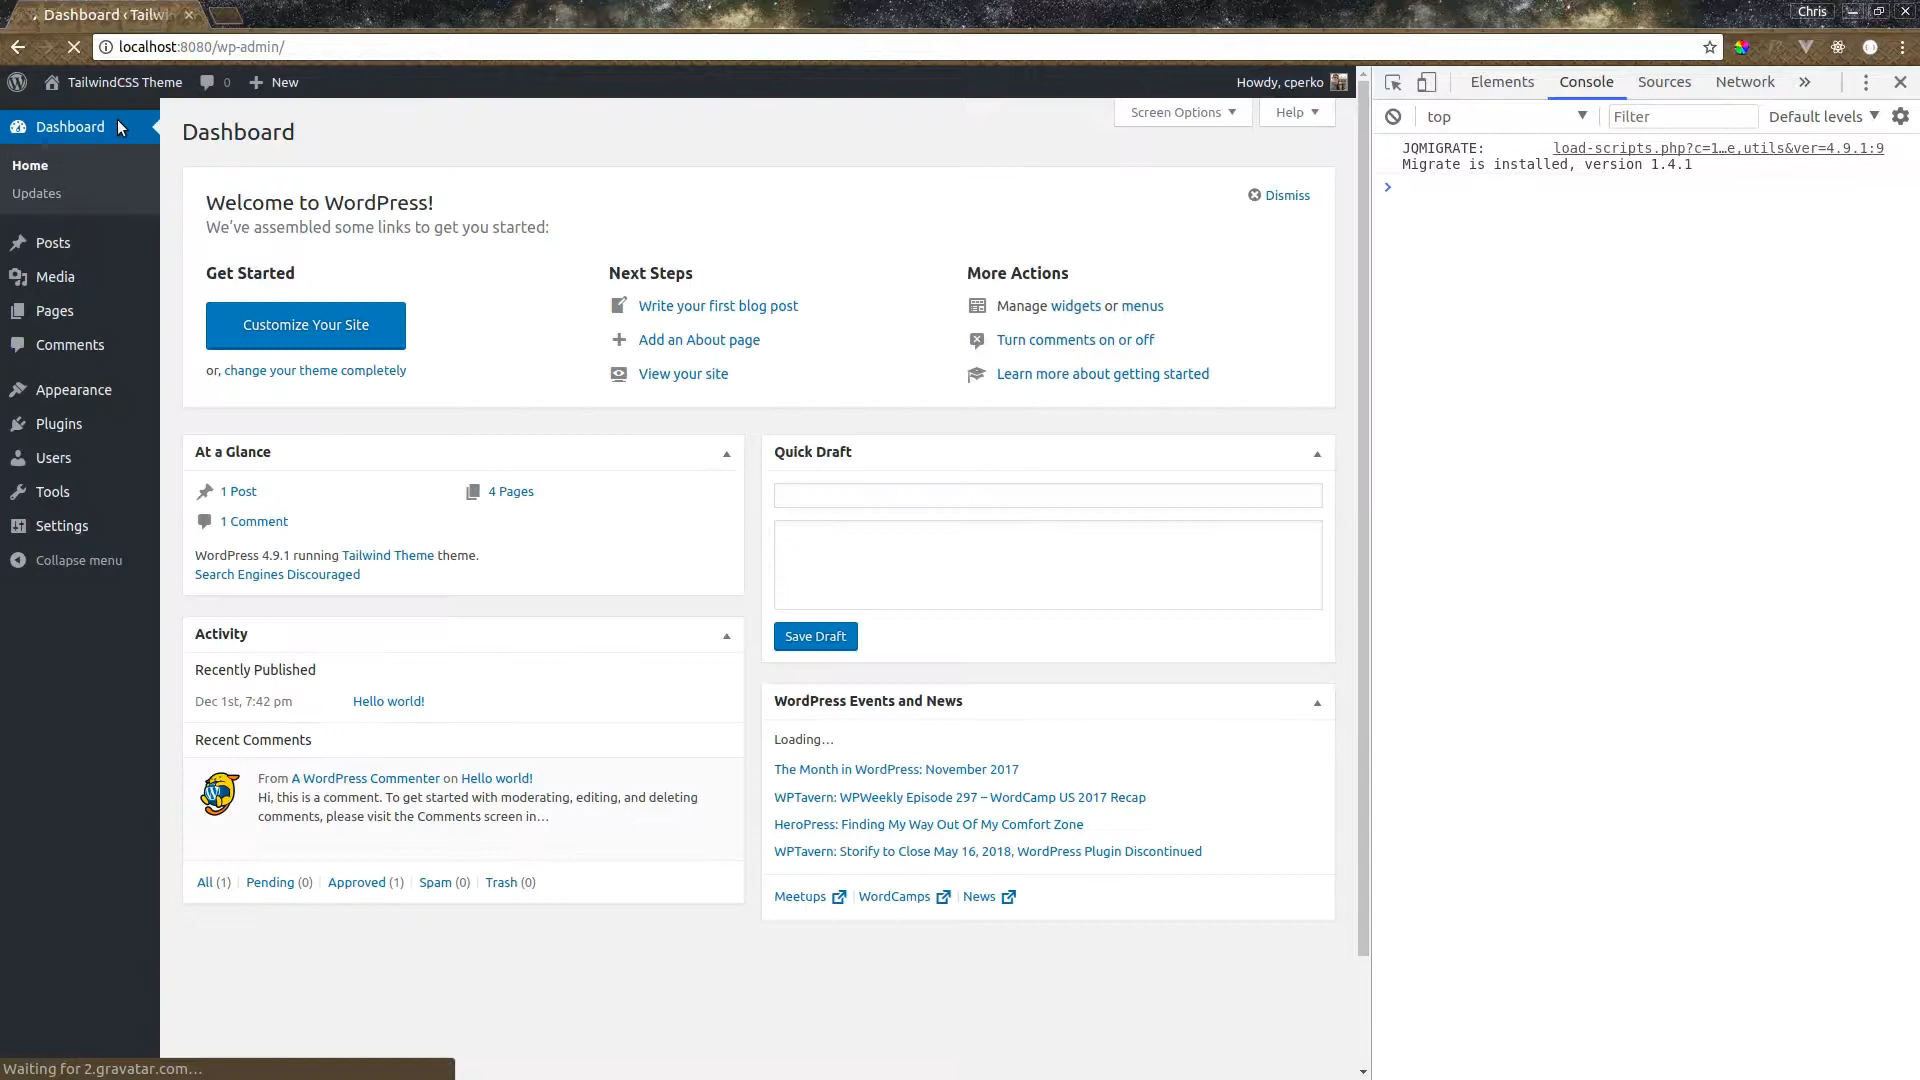 Dashboard ‹ Tailwi
Chris
localhost:8080/wp-admin/
TailwindCSS Theme
0
New
Howdy, cperko
Elements
Console
Sources
Network
top
Filter
Default levels
JQMIGRATE:
load-scripts.php?c=1…e,utils&ver=4.9.1:9
Migrate is installed, version 1.4.1
Dashboard
Home
Updates
Posts
Media
Pages
Comments
Appearance
Plugins
Users
Tools
Settings
Collapse menu
Dashboard
Screen Options
Help
Welcome to WordPress!
We've assembled some links to get you started:
Dismiss
Get Started
Customize Your Site
or, change your theme completely
Next Steps
Write your first blog post
Add an About page
View your site
More Actions
Manage widgets or menus
Turn comments on or off
Learn more about getting started
At a Glance
1 Post
4 Pages
1 Comment
WordPress 4.9.1 running Tailwind Theme theme.
Search Engines Discouraged
Activity
Recently Published
Dec 1st, 7:42 pm
Hello world!
Recent Comments
From A WordPress Commenter on Hello world!
Hi, this is a comment. To get started with moderating, editing, and deleting
comments, please visit the Comments screen in…
All (1) | Pending (0) | Approved (1) | Spam (0) | Trash (0)
Quick Draft
Save Draft
WordPress Events and News
Loading…
The Month in WordPress: November 2017
WPTavern: WPWeekly Episode 297 – WordCamp US 2017 Recap
HeroPress: Finding My Way Out Of My Comfort Zone
WPTavern: Storify to Close May 16, 2018, WordPress Plugin Discontinued
Meetups | WordCamps | News
Waiting for 2.gravatar.com…